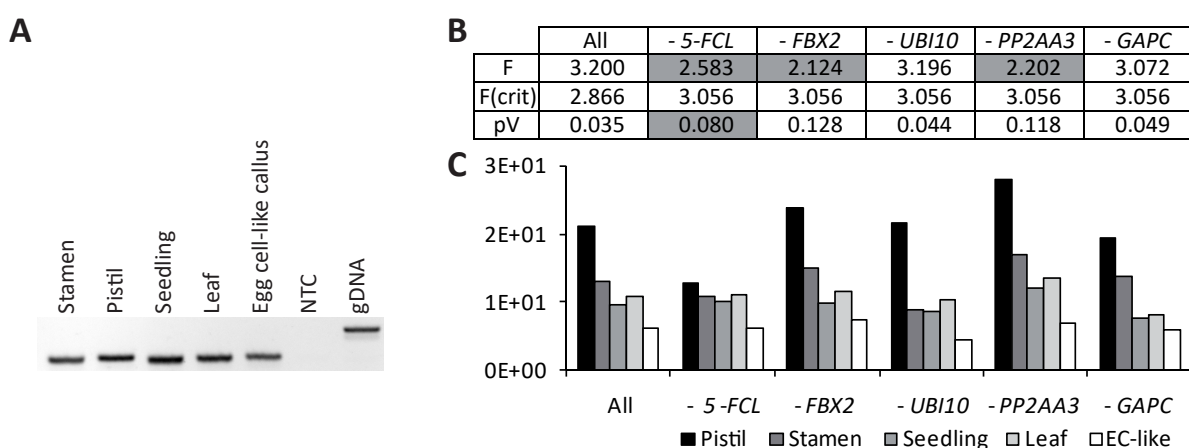 A
Stamen
Pistil
Seedling
Leaf
Egg cell-like callus
NTC
gDNA
B
All - 5-FCL - FBX2 - UBI10 - PP2AA3 - GAPC
F 3.200 2.583 2.124 3.196 2.202 3.072
F(crit) 2.866 3.056 3.056 3.056 3.056 3.056
pV 0.035 0.080 0.128 0.044 0.118 0.049
C
3E+01
2E+01
1E+01
0E+00
All - 5 -FCL - FBX2 - UBI10 - PP2AA3 - GAPC
Pistil Stamen Seedling Leaf EC-like